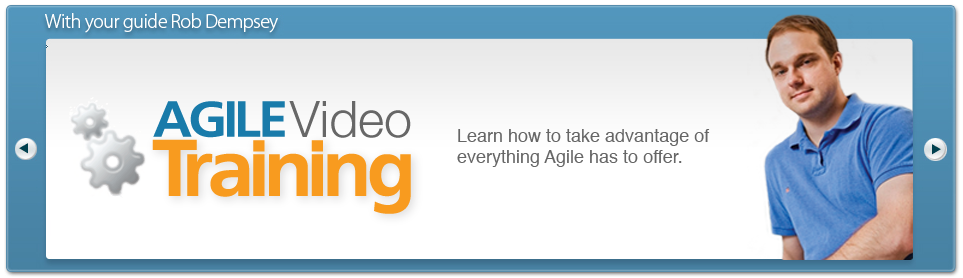 With your guide Rob Dempsey
AGILE Video
Training
Learn how to take advantage of
everything Agile has to offer.